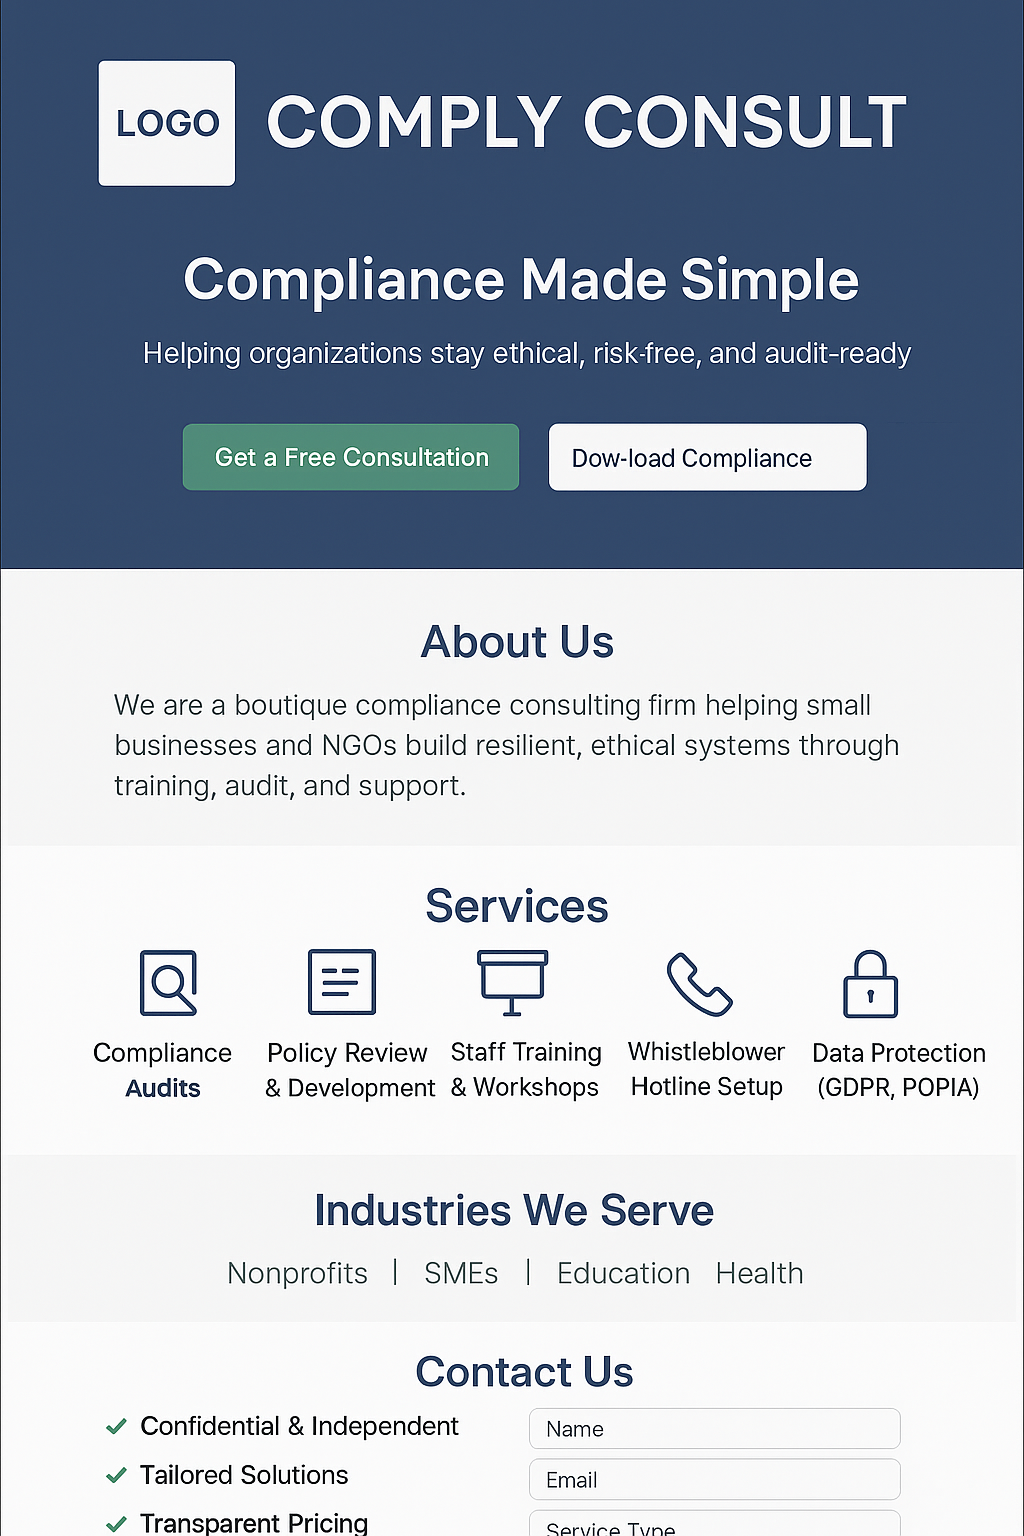 LOGO
COMPLY CONSULT
Compliance Made Simple
Helping organizations stay ethical, risk-free, and audit-ready
Get a Free Consultation
Dow-load Compliance
About Us
We are a boutique compliance consulting firm helping small
businesses and NGOs build resilient, ethical systems through
training, audit, and support.
Services
Compliance
Audits
Policy Review
& Development
Staff Training
& Workshops
Whistleblower
Hotline Setup
Data Protection
(GDPR, POPIA)
Industries We Serve
Nonprofits | SMEs | Education Health
Contact Us
Confidential & Independent
Tailored Solutions
Transparent Pricing
Name
Email
Service Type